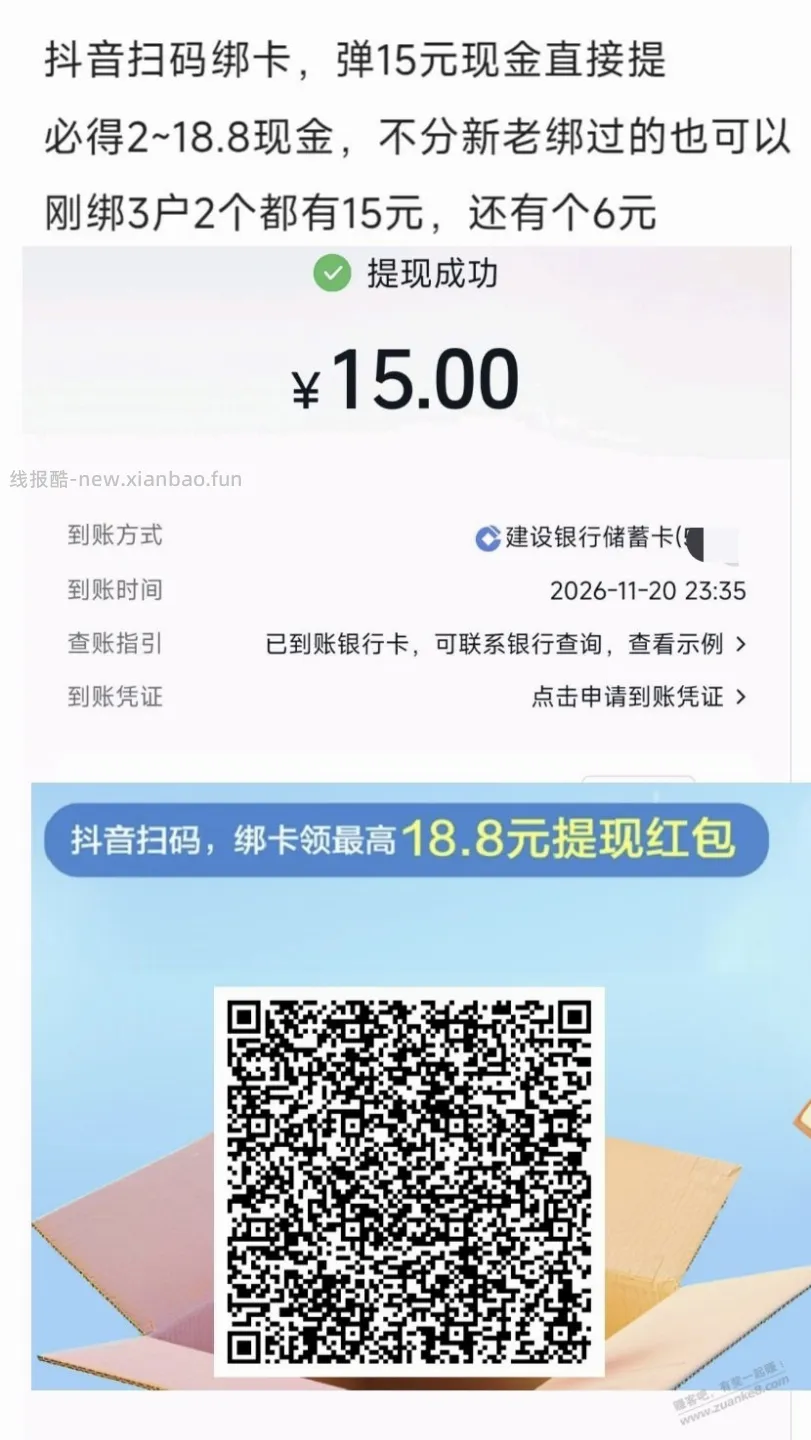 抖音扫码绑卡，弹15元现金直接提
必得2~18.8现金，不分新老绑过的也可以
刚绑3户2个都有15元，还有个6元
提现成功
¥15.00
线报酷-new.xianbao.fun
到账方式 建设银行储蓄卡(
到账时间 2026-11-20 23:35
查账指引 已到账银行卡，可联系银行查询，查看示例 >
到账凭证 点击申请到账凭证 >
抖音扫码，绑卡领最高18.8元提现红包
赚客吧，有奖一起赚！
www.zuanke8.com